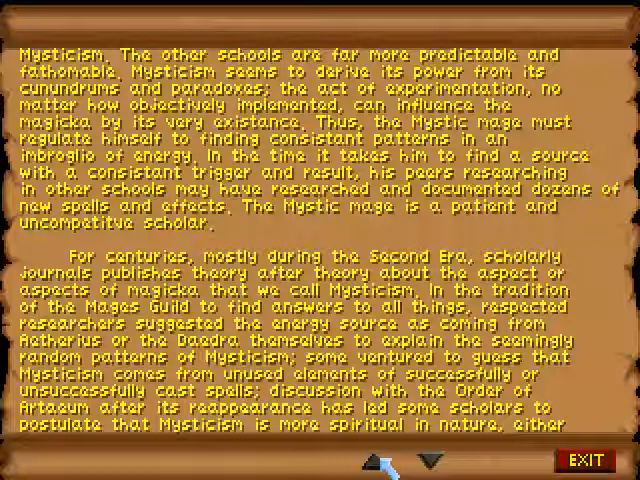 Mysticism. The other schools are far more predictable and
fathomable. Mysticism seems to derive its power from its
cunundrums and paradoxes; the act of experimentation, no
matter how objectively implemented, can influence the
magicka by its very existance. Thus, the Mystic mage must
regulate himself to finding consistant patterns in an
imbroglio of energy. In the time it takes him to find a source
with a consistant trigger and result, his peers researching
in other schools may have researched and documented dozens of
new spells and effects. The Mystic mage is a patient and
uncompetitve scholar.
For centuries, mostly during the Second Era, scholarly
journals publishes theory after theory about the aspect or
aspects of magicka that we call Mysticism. In the tradition
of the Mages Guild to find answers to all things, respected
researchers suggested the energy source as coming from
Aetherius or the Daedra themselves to explain the seemingly
random patterns of Mysticism; some ventured to guess that
Mysticism comes from unused elements of successfully or
unsuccessfully cast spells; discussion with the Order of
Artaeum after its reappearance has led some scholars to
postulate that Mysticism is more spiritual in nature, either
EXIT